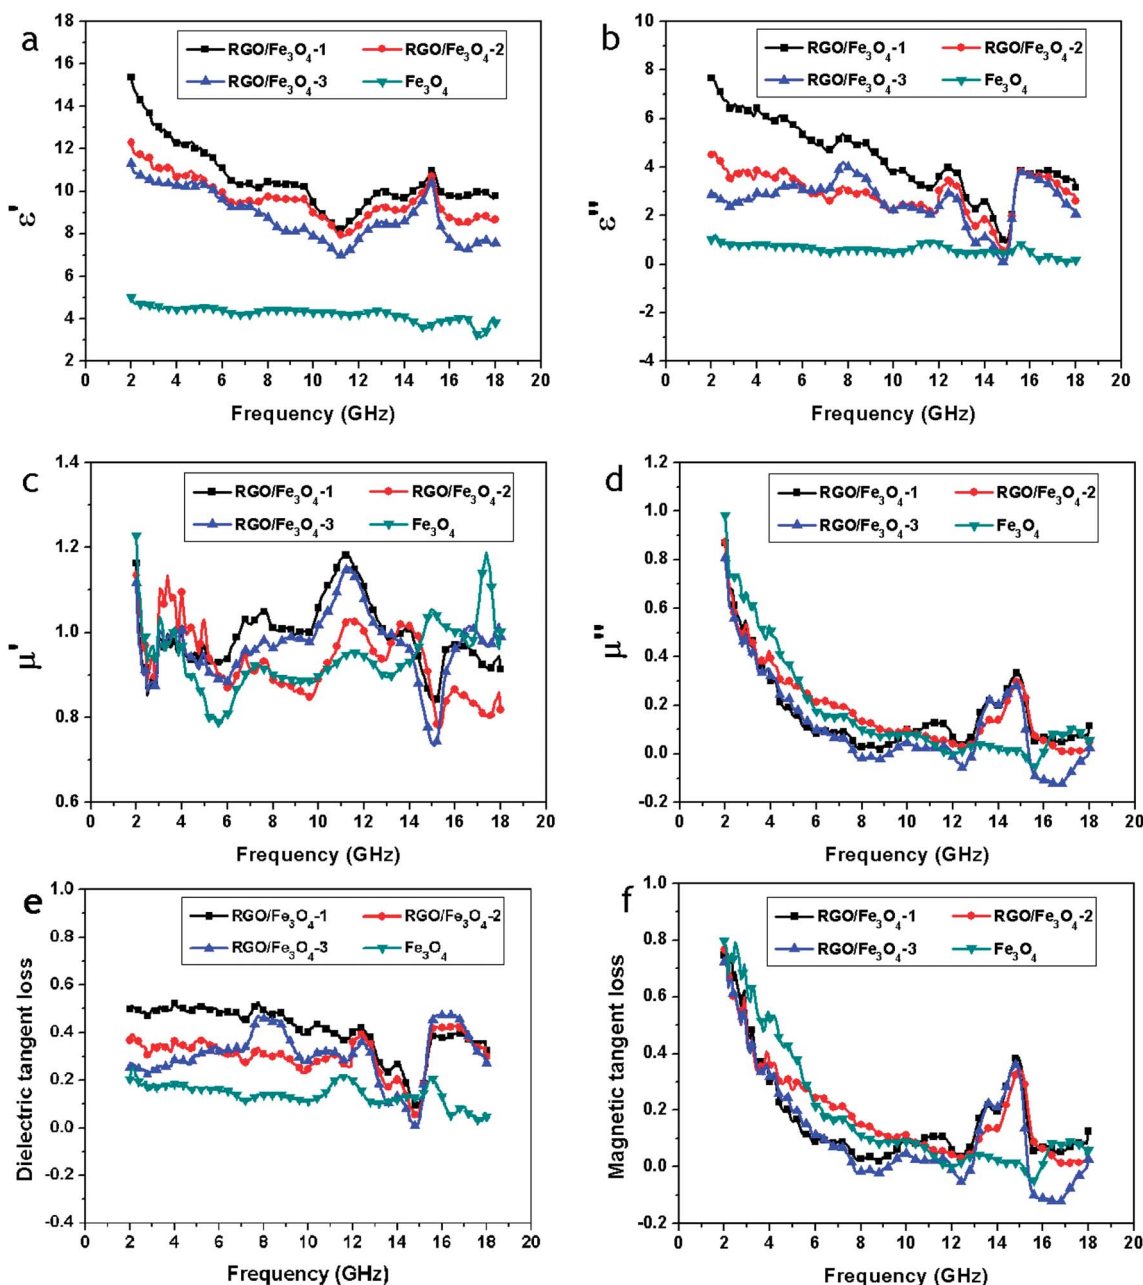 a
RGO/Fe₃O₄-1 RGO/Fe₃O₄-2
RGO/Fe₃O₄-3 Fe₃O₄
18
16
14
12
10
8
6
4
2
ε'
0 2 4 6 8 10 12 14 16 18 20
Frequency (GHz)
b
RGO/Fe₃O₄-1 RGO/Fe₃O₄-2
RGO/Fe₃O₄-3 Fe₃O₄
10
8
6
4
2
0
-2
-4
ε"
0 2 4 6 8 10 12 14 16 18 20
Frequency (GHz)
c
RGO/Fe₃O₄-1 RGO/Fe₃O₄-2
RGO/Fe₃O₄-3 Fe₃O₄
1.4
1.2
1.0
0.8
0.6
μ'
0 2 4 6 8 10 12 14 16 18 20
Frequency (GHz)
d
RGO/Fe₃O₄-1 RGO/Fe₃O₄-2
RGO/Fe₃O₄-3 Fe₃O₄
1.2
1.0
0.8
0.6
0.4
0.2
0.0
-0.2
μ"
0 2 4 6 8 10 12 14 16 18 20
Frequency (GHz)
e
RGO/Fe₃O₄-1 RGO/Fe₃O₄-2
RGO/Fe₃O₄-3 Fe₃O₄
1.0
0.8
0.6
0.4
0.2
0.0
-0.2
-0.4
Dielectric tangent loss
0 2 4 6 8 10 12 14 16 18 20
Frequency (GHz)
f
RGO/Fe₃O₄-1 RGO/Fe₃O₄-2
RGO/Fe₃O₄-3 Fe₃O₄
1.0
0.8
0.6
0.4
0.2
0.0
-0.2
Magnetic tangent loss
0 2 4 6 8 10 12 14 16 18 20
Frequency (GHz)